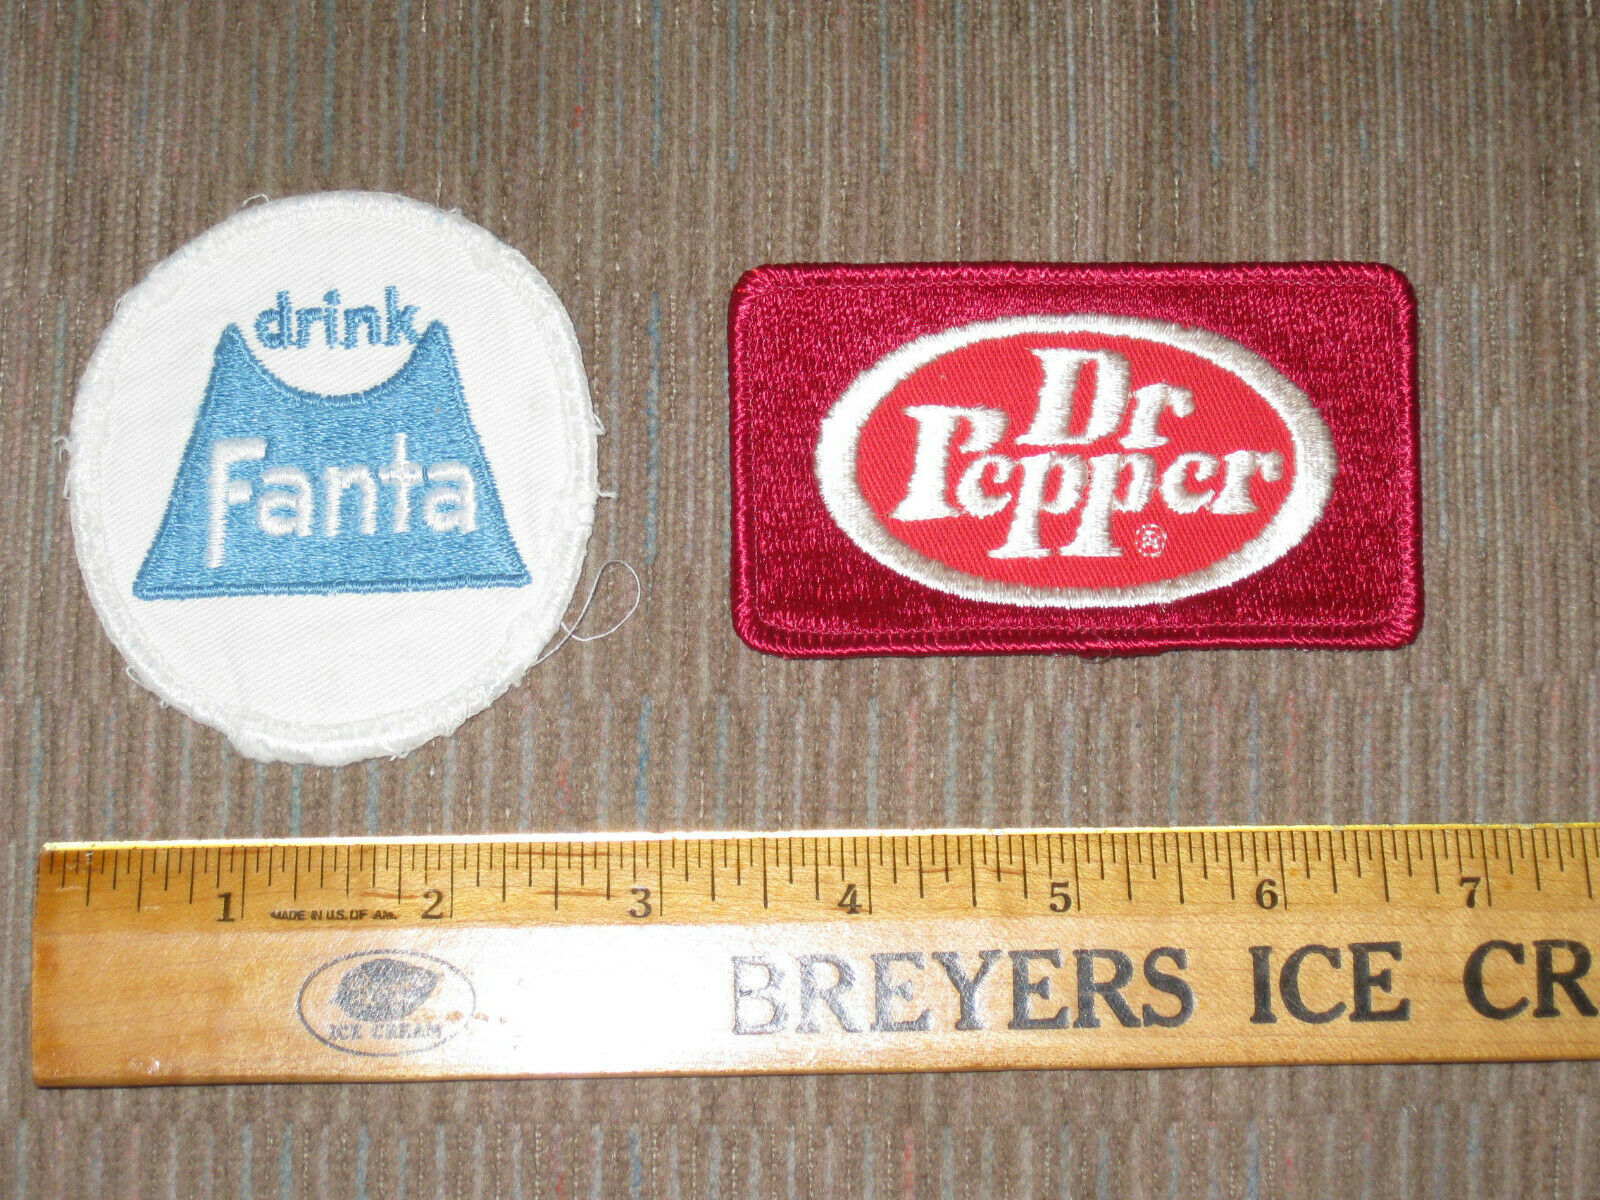 drink
Fanta
Dr
Pepper
®
1 2 3 4 5 6 7
MADE IN U.S. OF AM.
BREYERS ICE CR
ICE CREAM